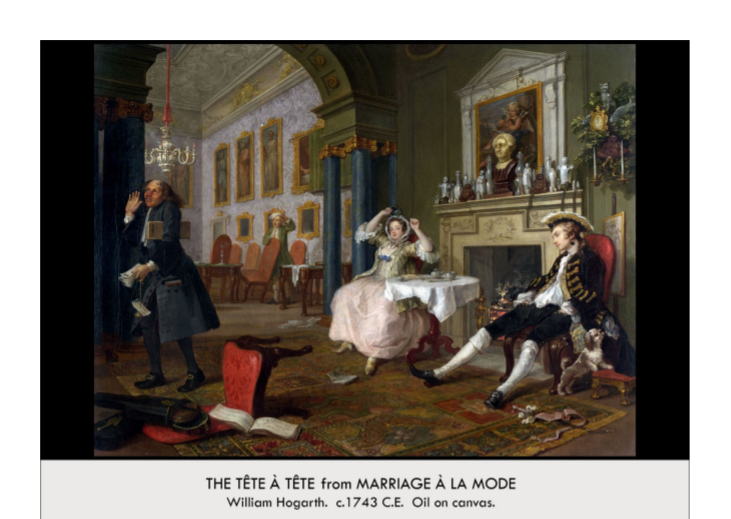 THE TÊTE À TÊTE from MARRIAGE À LA MODE
William Hogarth.  c.1743 C.E.  Oil on canvas.